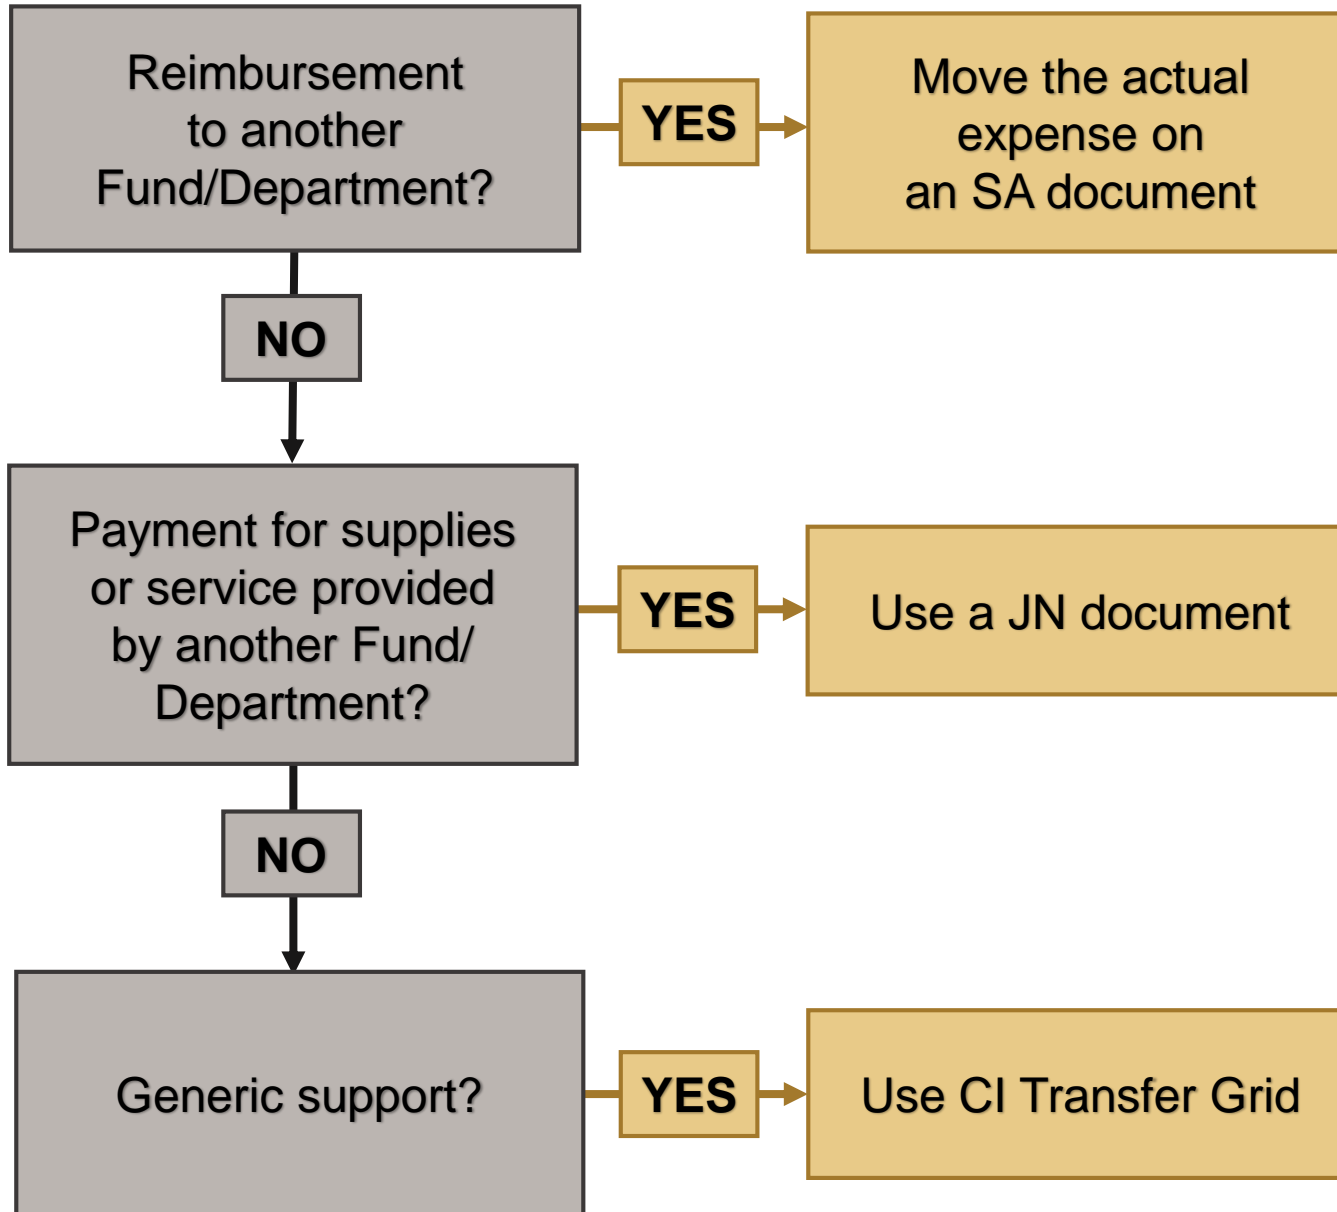 Reimbursement
to another
Fund/Department?
YES
Move the actual
expense on
an SA document
NO
Payment for supplies
or service provided
by another Fund/
Department?
YES
Use a JN document
NO
Generic support?
YES
Use CI Transfer Grid